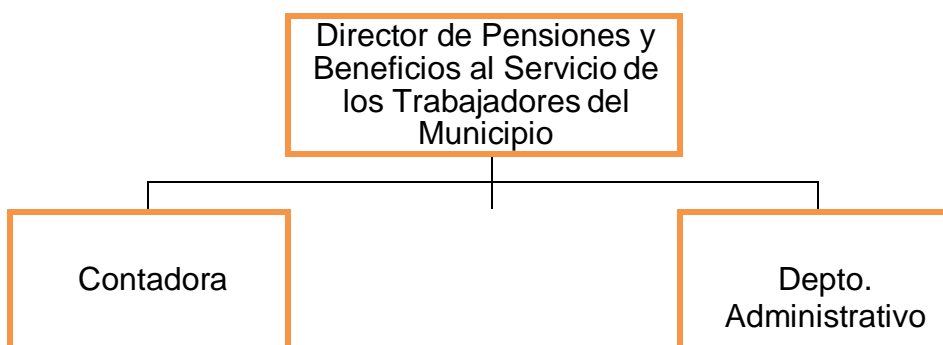 Director de Pensiones y
Beneficios al Servicio de
los Trabajadores del
Municipio
Contadora
Depto.
Administrativo